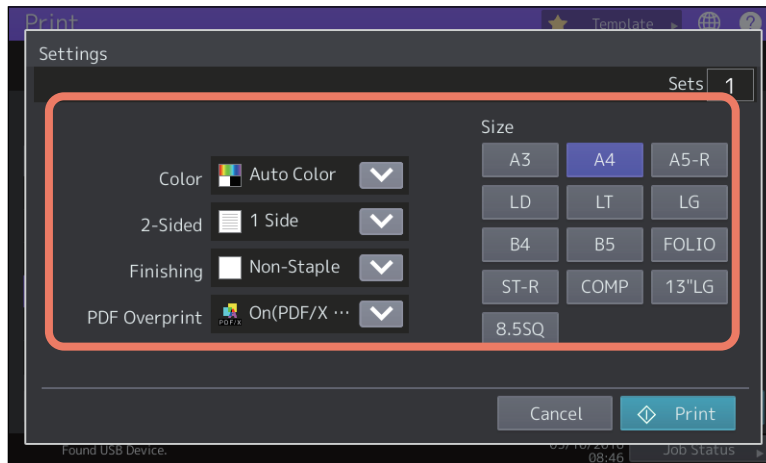 Print
Template
Settings
Sets 1
Size
Color Auto Color
2-Sided 1 Side
Finishing Non-Staple
PDF Overprint PDF/X On(PDF/X ···
A3 A4 A5-R
LD LT LG
B4 B5 FOLIO
ST-R COMP 13"LG
8.5SQ
Cancel Print
Found USB Device.
08:46
Job Status